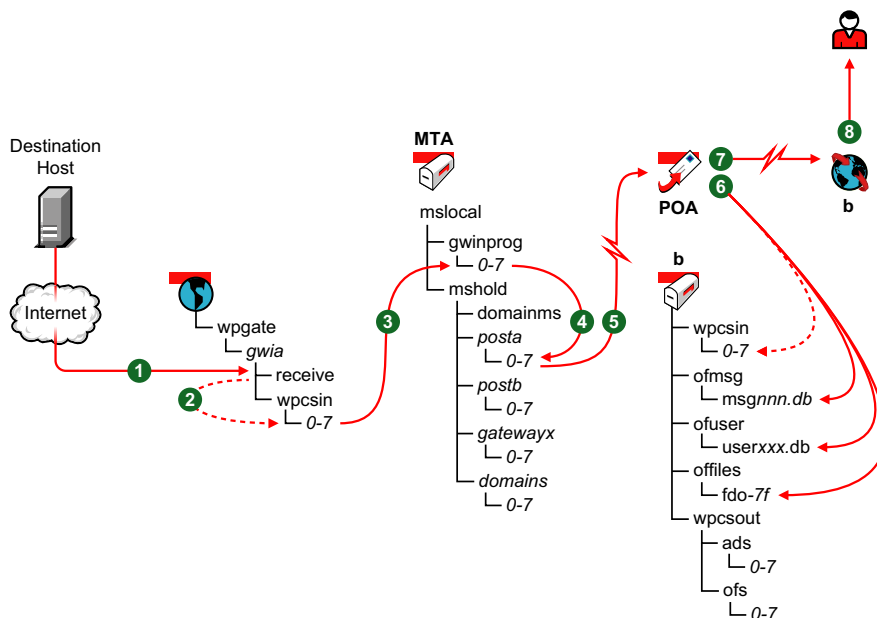 Destination
Host
Internet
1
2
wpgate
gwia
receive
wpcsin
0-7
3
MTA
mslocal
gwinprog
0-7
mshold
domainms
posta
0-7
postb
0-7
gatewayx
0-7
domains
0-7
4
5
POA
7
6
8
b
b
wpcsin
0-7
ofmsg
msgnnn.db
ofuser
userxxx.db
offiles
fdo-7f
wpcsout
ads
0-7
ofs
0-7